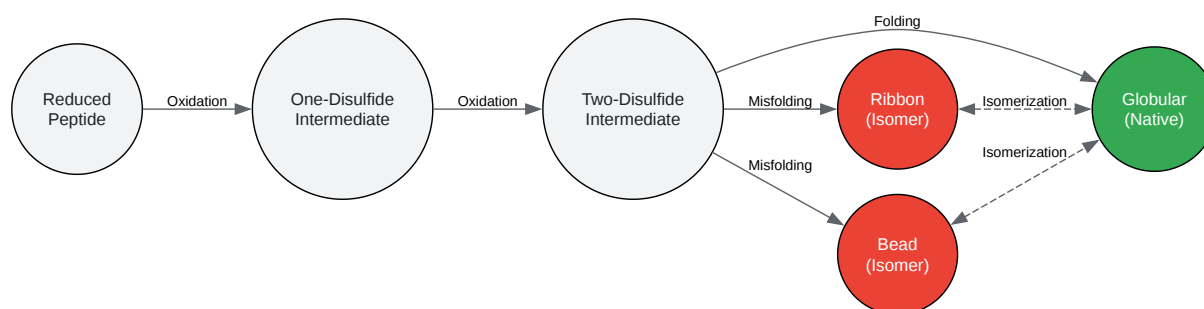 Reduced
Peptide
Oxidation
One-Disulfide
Intermediate
Oxidation
Two-Disulfide
Intermediate
Folding
Misfolding
Misfolding
Ribbon
(Isomer)
Isomerization
Isomerization
Bead
(Isomer)
Globular
(Native)